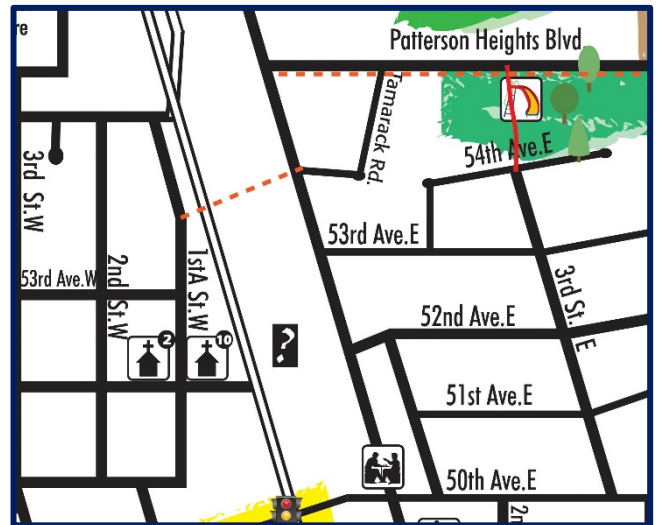 re
Patterson Heights Blvd
Tamarack Rd.
54th Ave.E
3rd St.W
53rd Ave.E
2nd St.W
1stA St.W
53rd Ave.W
3rd St. E
52nd Ave.E
?
2
10
51st Ave.E
50th Ave.E
2n